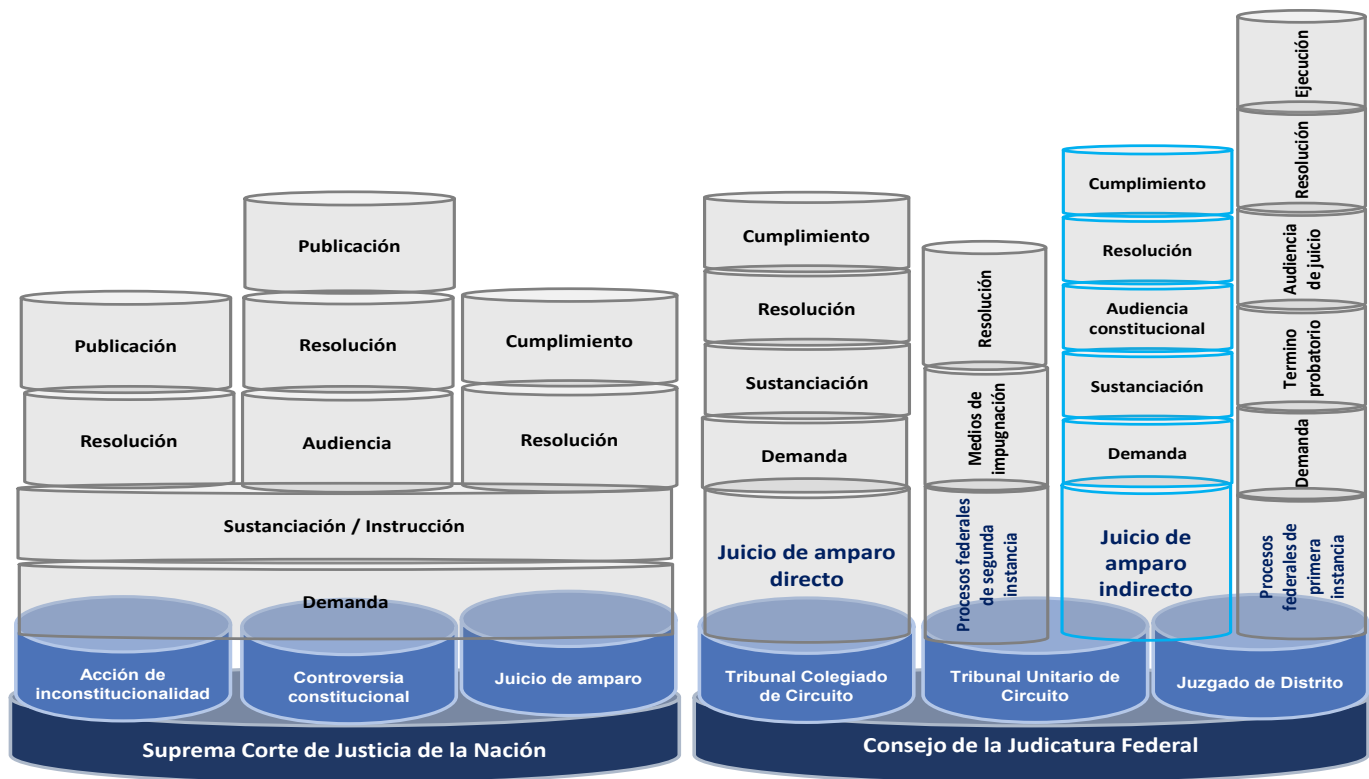 Publicación
Resolución
Acción de
inconstitucionalidad
Publicación
Resolución
Audiencia
Controversia
constitucional
Cumplimiento
Resolución
Juicio de amparo
Sustanciación / Instrucción
Demanda
Suprema Corte de Justicia de la Nación
Cumplimiento
Resolución
Sustanciación
Demanda
Juicio de amparo
directo
Tribunal Colegiado
de Circuito
Resolución
Medios de
impugnación
Procesos federales
de segunda
instancia
Tribunal Unitario de
Circuito
Cumplimiento
Resolución
Audiencia
constitucional
Sustanciación
Demanda
Juicio de
amparo
indirecto
Ejecución
Resolución
Audiencia
de juicio
Termino
probatorio
Demanda
Procesos
federales de
primera
instancia
Juzgado de Distrito
Consejo de la Judicatura Federal